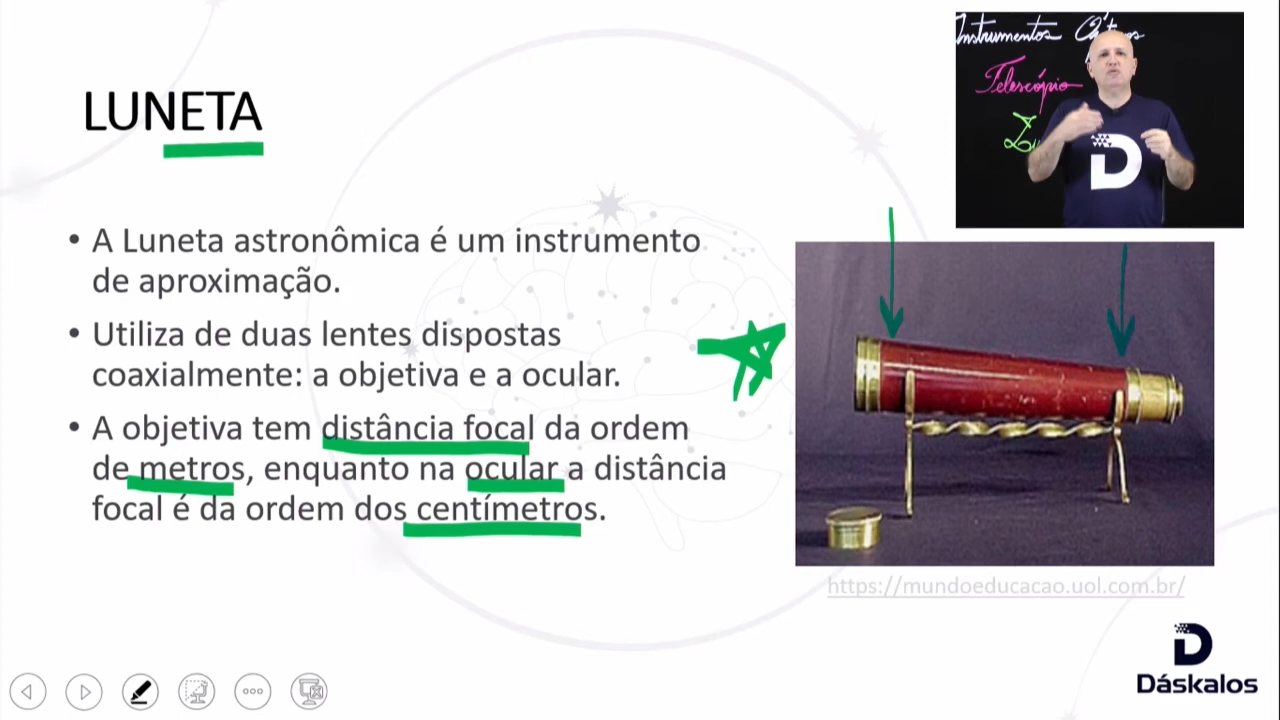 Instrumentos
Telescópio
LUNETA
• A Luneta astronômica é um instrumento
de aproximação.
• Utiliza de duas lentes dispostas
coaxialmente: a objetiva e a ocular.
• A objetiva tem distância focal da ordem
de metros, enquanto na ocular a distância
focal é da ordem dos centímetros.
https://mundoeducacao.uol.com.br/
D
Dáskalos